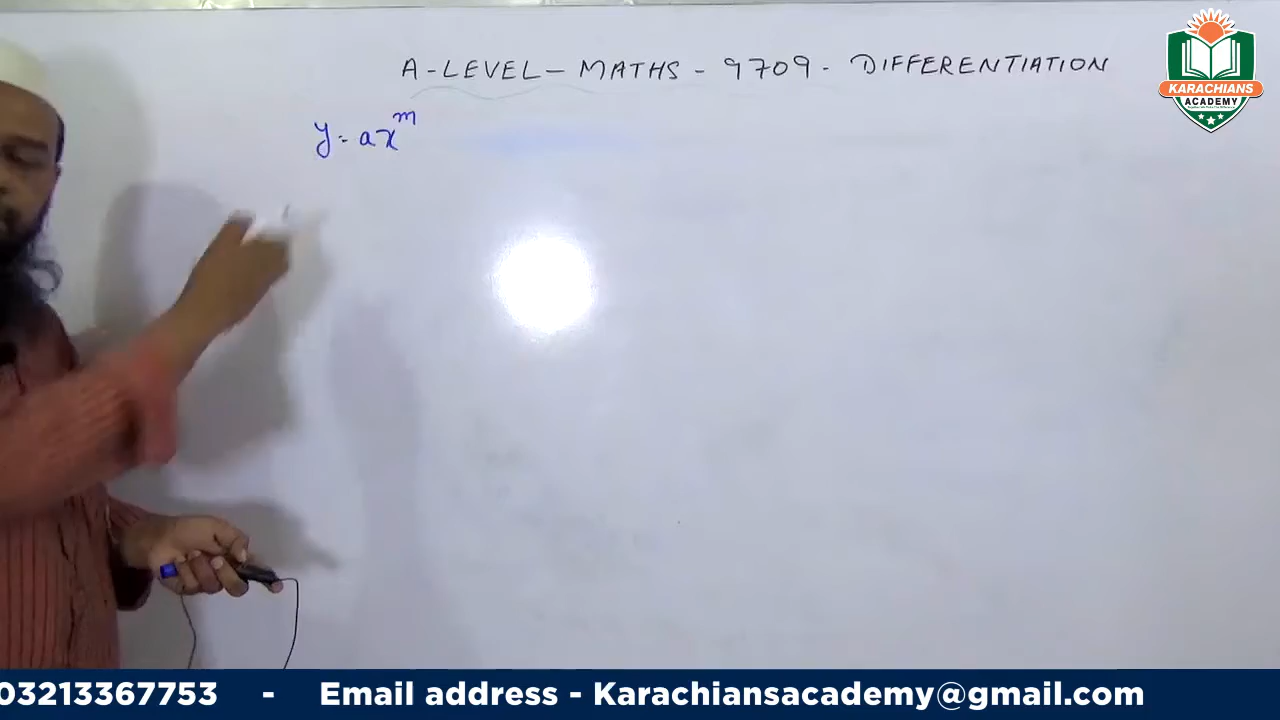 A-LEVEL - MATHS - 9709 - DIFFERENTIATION
y = ax^m
KARACHIANS
ACADEMY
03213367753 - Email address - Karachiansacademy@gmail.com